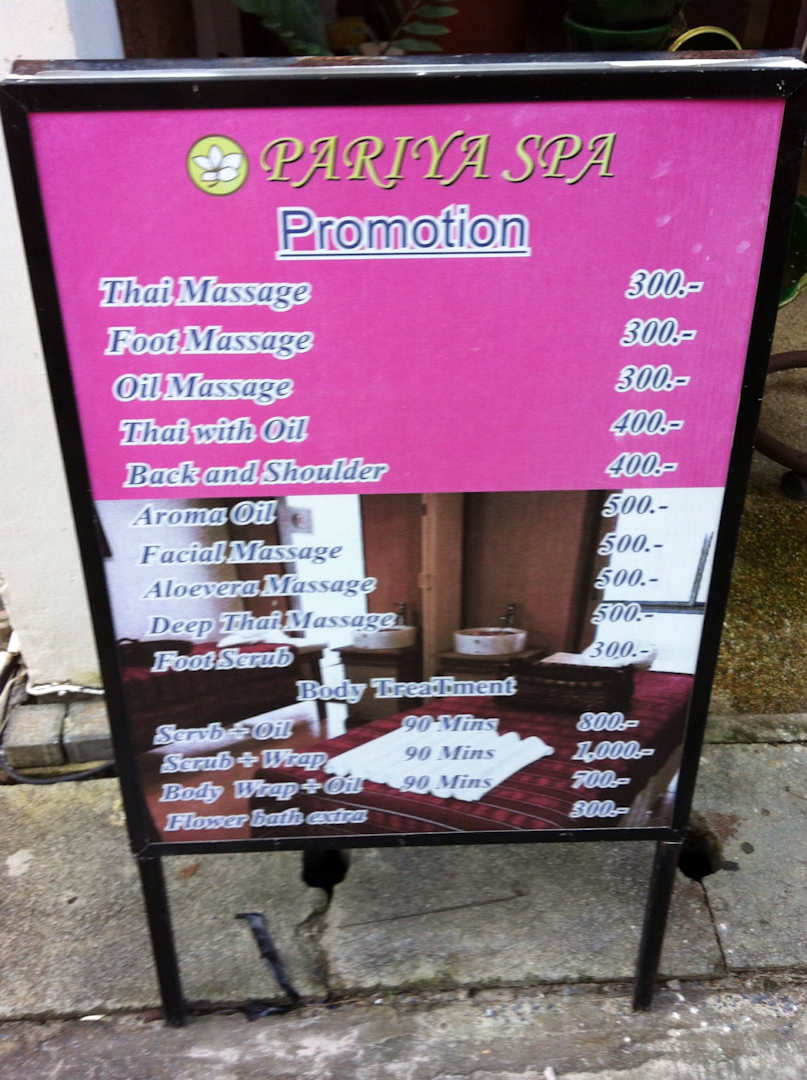 PARIYA SPA
Promotion
Thai Massage 300.-
Foot Massage 300.-
Oil Massage 300.-
Thai with Oil 400.-
Back and Shoulder 400.-
Aroma Oil 500.-
Facial Massage 500.-
Aloevera Massage 500.-
Deep Thai Massage 500.-
Foot Scrub 300.-
Body TreaTment
Scrvb + Oil 90 Mins 800.-
Scrub + Wrap 90 Mins 1,000.-
Body Wrap + Oil 90 Mins 700.-
Flower bath extra 300.-